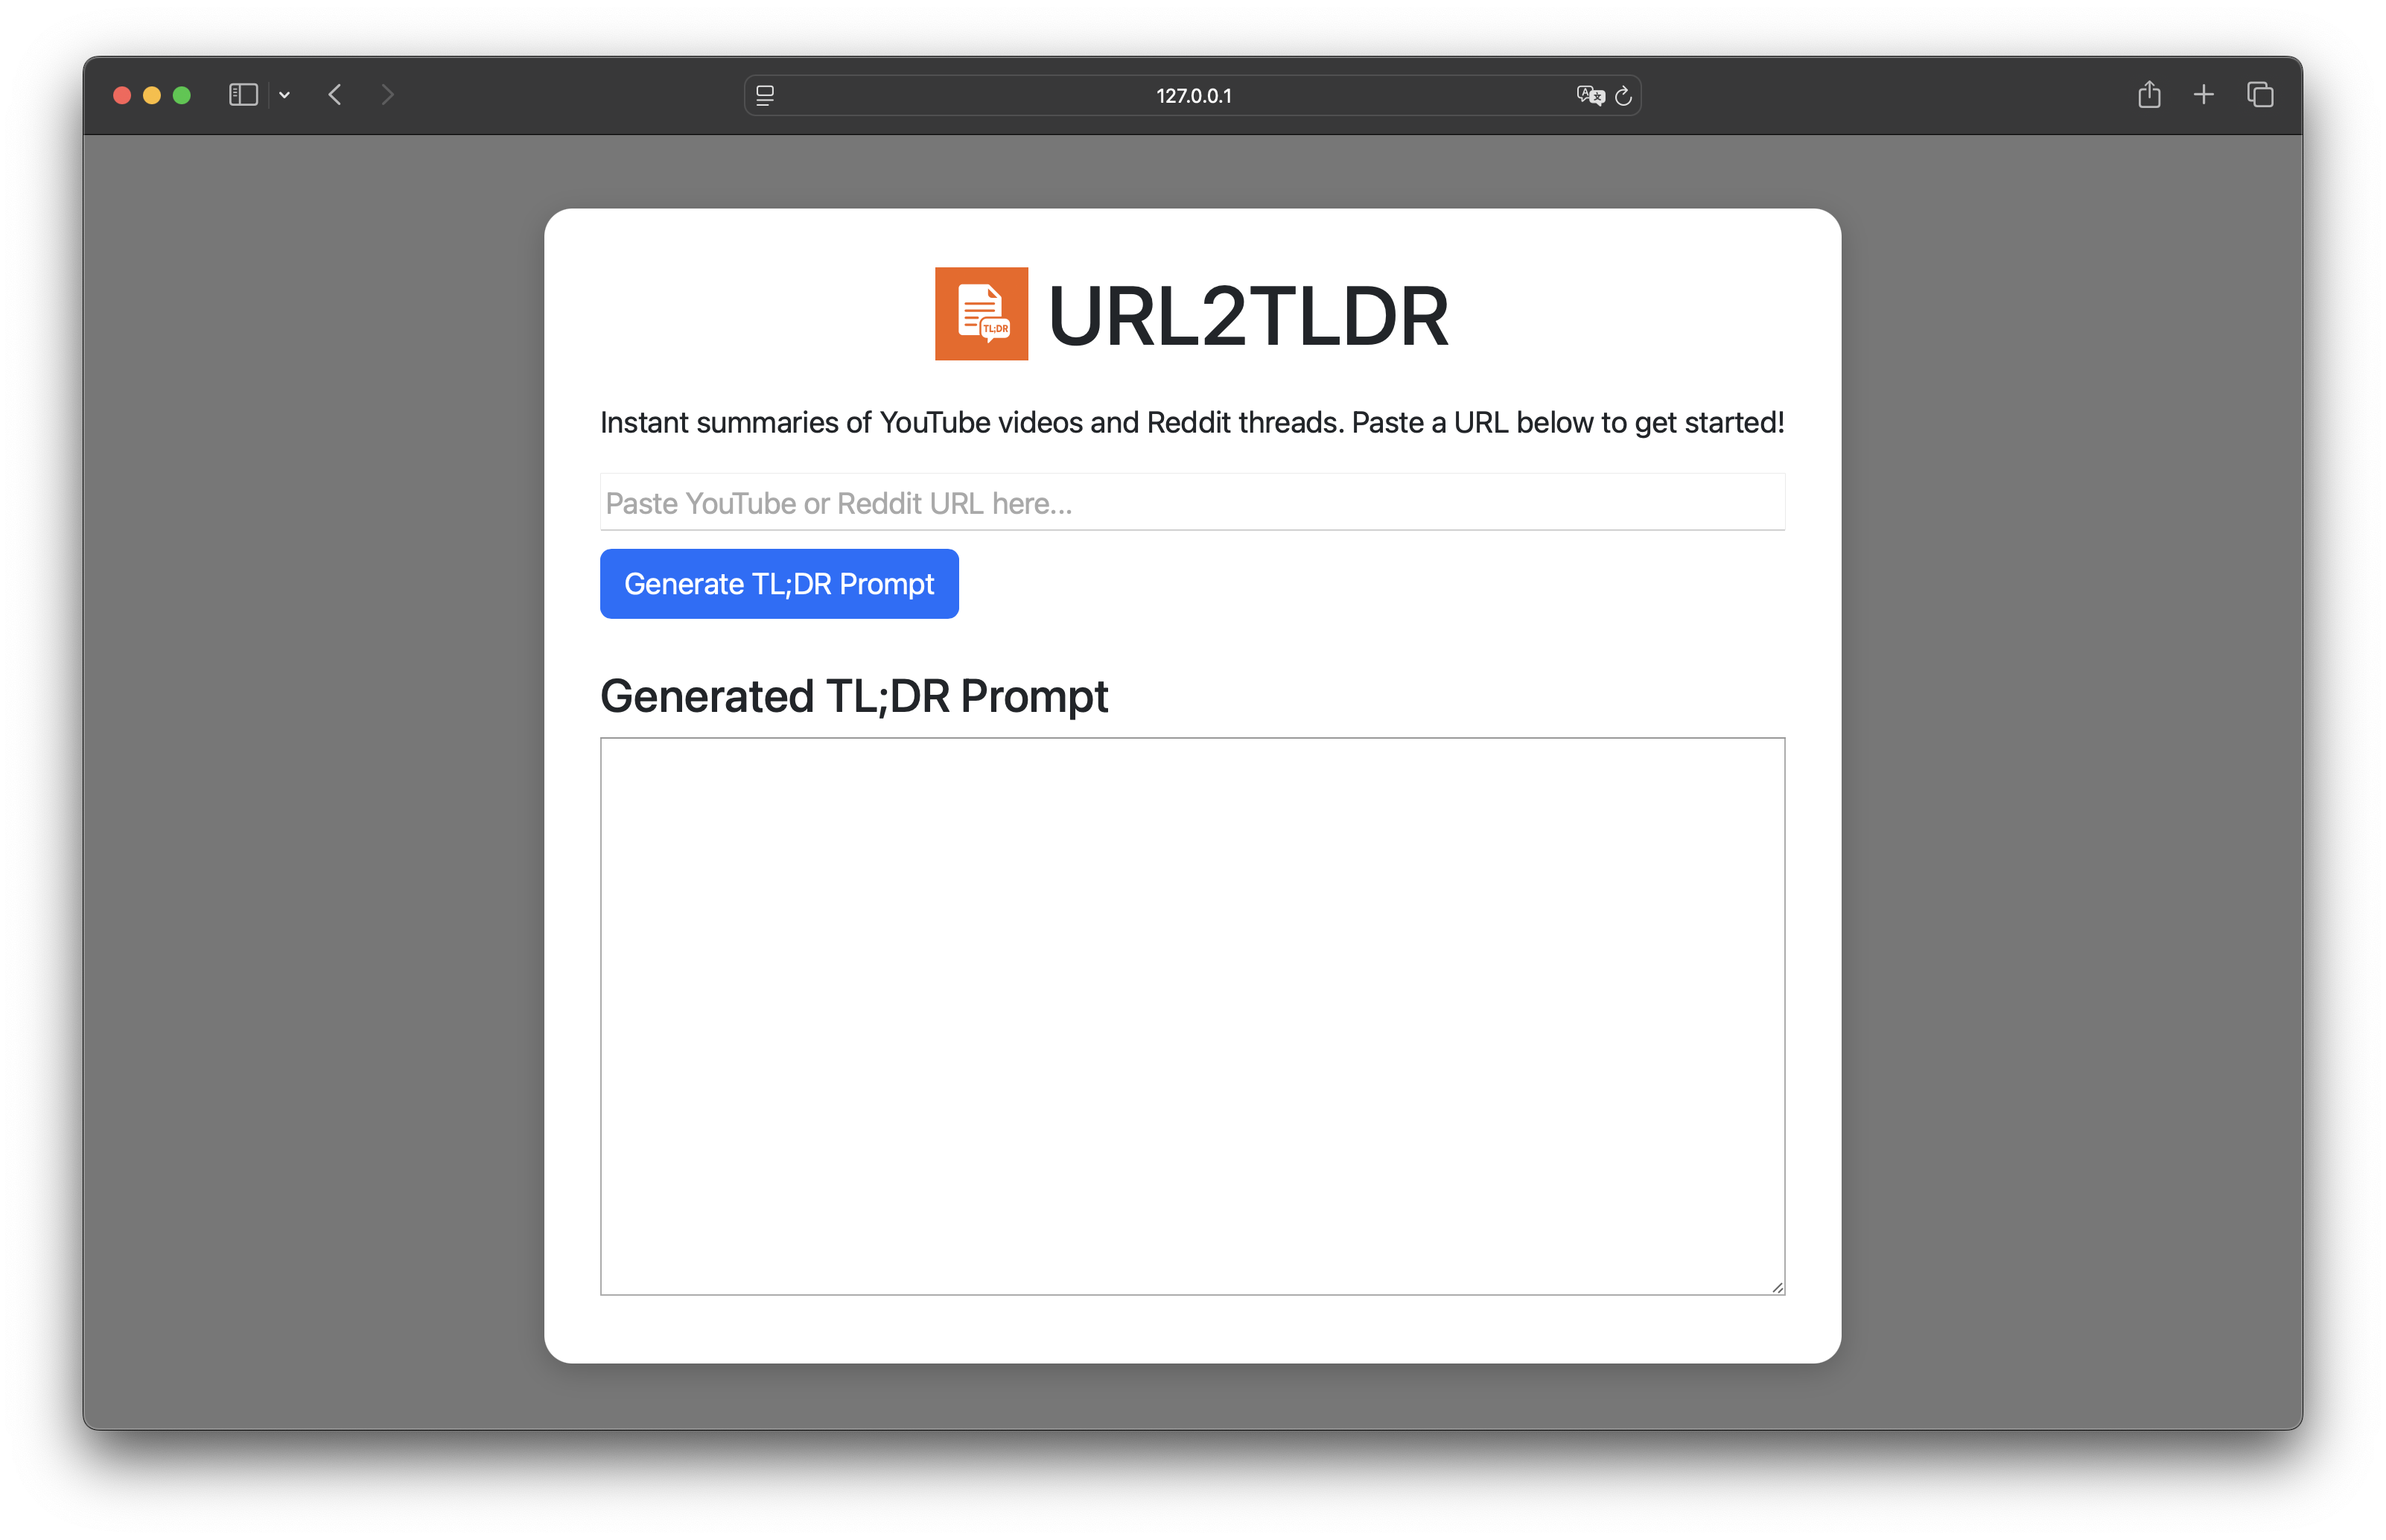 127.0.0.1
TL;DR
URL2TLDR
Instant summaries of YouTube videos and Reddit threads. Paste a URL below to get started!
Paste YouTube or Reddit URL here...
Generate TL;DR Prompt
Generated TL;DR Prompt